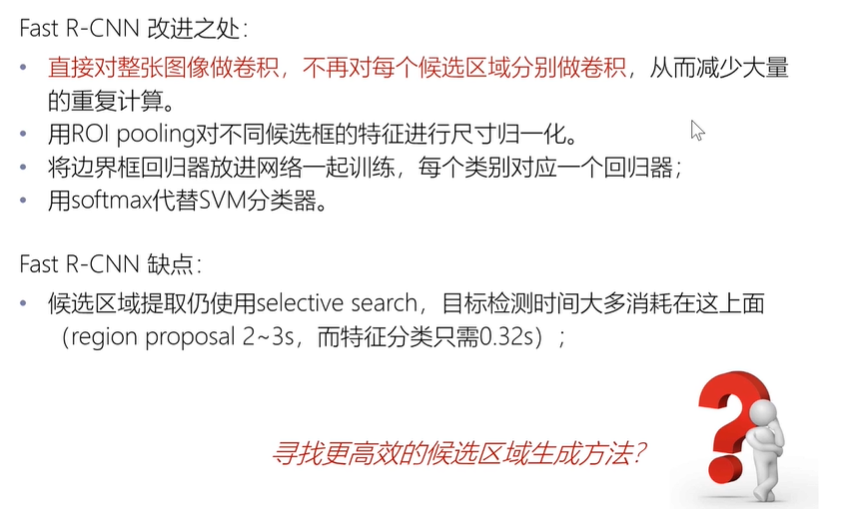 Fast R-CNN 改进之处：
• 直接对整张图像做卷积，不再对每个候选区域分别做卷积，从而减少大量
的重复计算。
• 用ROI pooling对不同候选框的特征进行尺寸归一化。
• 将边界框回归器放进网络一起训练，每个类别对应一个回归器；
• 用softmax代替SVM分类器。
Fast R-CNN 缺点：
• 候选区域提取仍使用selective search，目标检测时间大多消耗在这上面
（region proposal 2~3s，而特征分类只需0.32s）；
寻找更高效的候选区域生成方法？